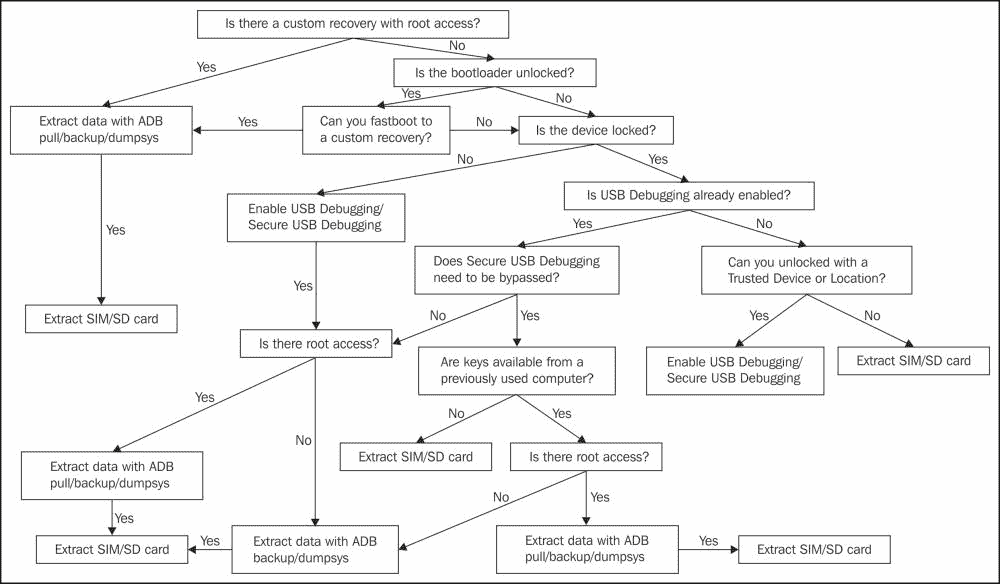 Is there a custom recovery with root access?
No
Yes
Is the bootloader unlocked?
Yes
No
Extract data with ADB
pull/backup/dumpsys
Yes
Can you fastboot to
a custom recovery?
No
Is the device locked?
No
Yes
Is USB Debugging already enabled?
Enable USB Debugging/
Secure USB Debugging
Yes
No
Yes
Does Secure USB Debugging
need to be bypassed?
Can you unlocked with a
Trusted Device or Location?
Yes
Extract SIM/SD card
No
Yes
Yes
No
Is there root access?
Are keys available from a
previously used computer?
Enable USB Debugging/
Secure USB Debugging
Extract SIM/SD card
Yes
No
No
Yes
Extract SIM/SD card
Is there root access?
Extract data with ADB
pull/backup/dumpsys
No
Yes
Yes
Extract SIM/SD card
Yes
Extract data with ADB
backup/dumpsys
Extract data with ADB
pull/backup/dumpsys
Yes
Extract SIM/SD card